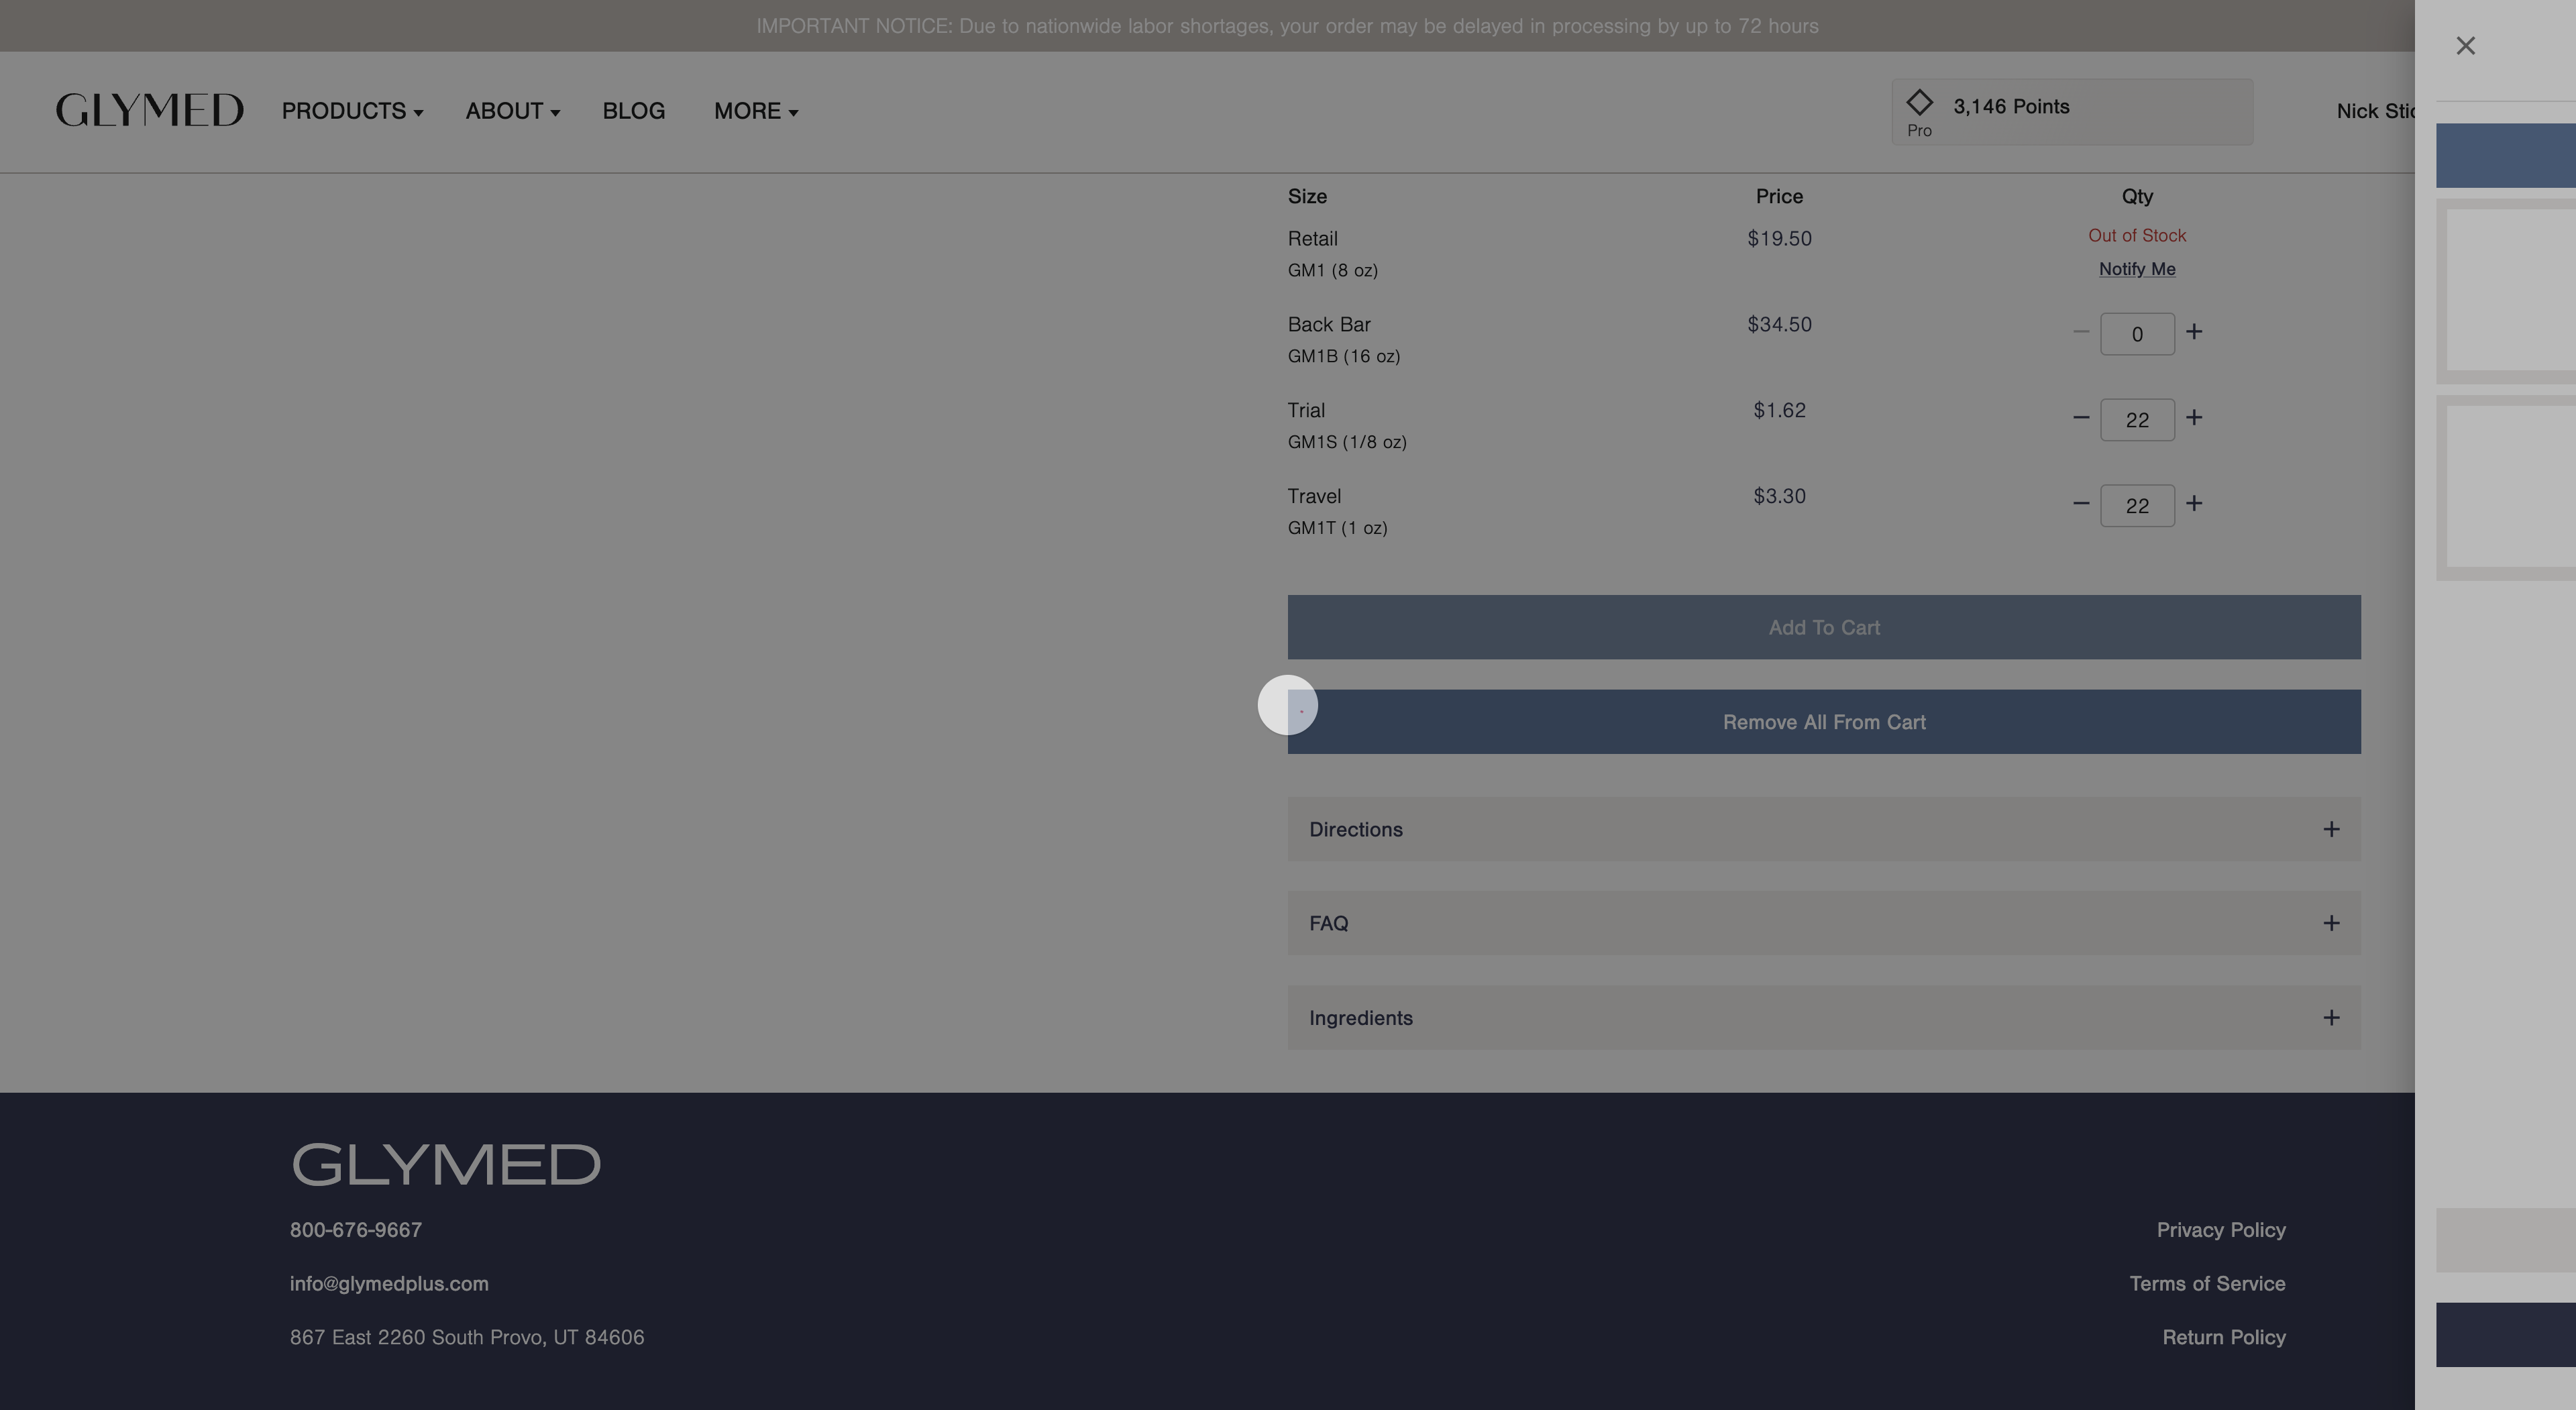 IMPORTANT NOTICE: Due to nationwide labor shortages, your order may be delayed in processing by up to 72 hours
GLYMED PRODUCTS ABOUT BLOG MORE
3,146 Points
Pro
Nick
Size Price Qty
Retail $19.50 Out of Stock
GM1 (8 oz) Notify Me
Back Bar $34.50 0
GM1B (16 oz)
Trial $1.62 22
GM1S (1/8 oz)
Travel $3.30 22
GM1T (1 oz)
Add To Cart
Remove All From Cart
Directions
FAQ
Ingredients
GLYMED
800-676-9667 Privacy Policy
info@glymedplus.com Terms of Service
867 East 2260 South Provo, UT 84606 Return Policy